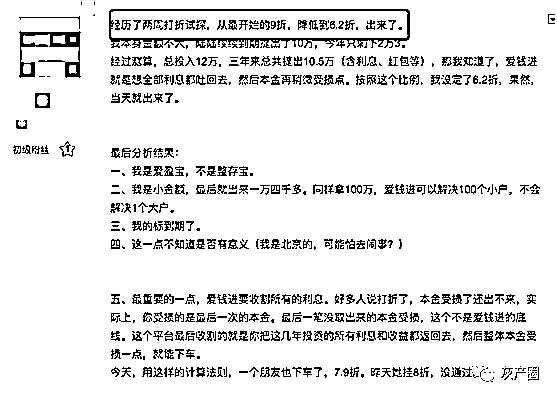 经历了两周打折试探，从最开始的9折，降低到6.2折，出来了。
我本身金额不大，陆陆续续到期提出了10万，今年只剩下2万5。
经过两算，总投入12万，三年来总共提出10.5万（含利息、红包等），那我知道了，爱钱进
就是想全部利息都吐回去，然后本金再稍微受损点。按照这个比例，我设定了6.2折，果然，
当天就出来了。
初级粉丝
最后分析结果：
一、我是爱盈宝，不是整存宝。
二、我是小金额，最后就出来一万四千多。同样拿100万，爱钱进可以解决100个小户，不会
解决1个大户。
三、我的标到期了。
四、这一点不知道是否有意义（我是北京的，可能怕去闹事？）
五、最重要的一点，爱钱进要收割所有的利息。好多人说打折了，本金受损了还出不来，实
际上，你受损的是最后一次的本金。最后一笔没取出来的本金受损，这个不是爱钱进的底
线。这个平台最后收割的就是你把这几年投资的所有利息和收益都返回去，然后整体本金受
损一点，就能下车。
今天，用这样的计算法则，一个朋友也下车了，7.9折。昨天她挂8折，没通过
灰产圈